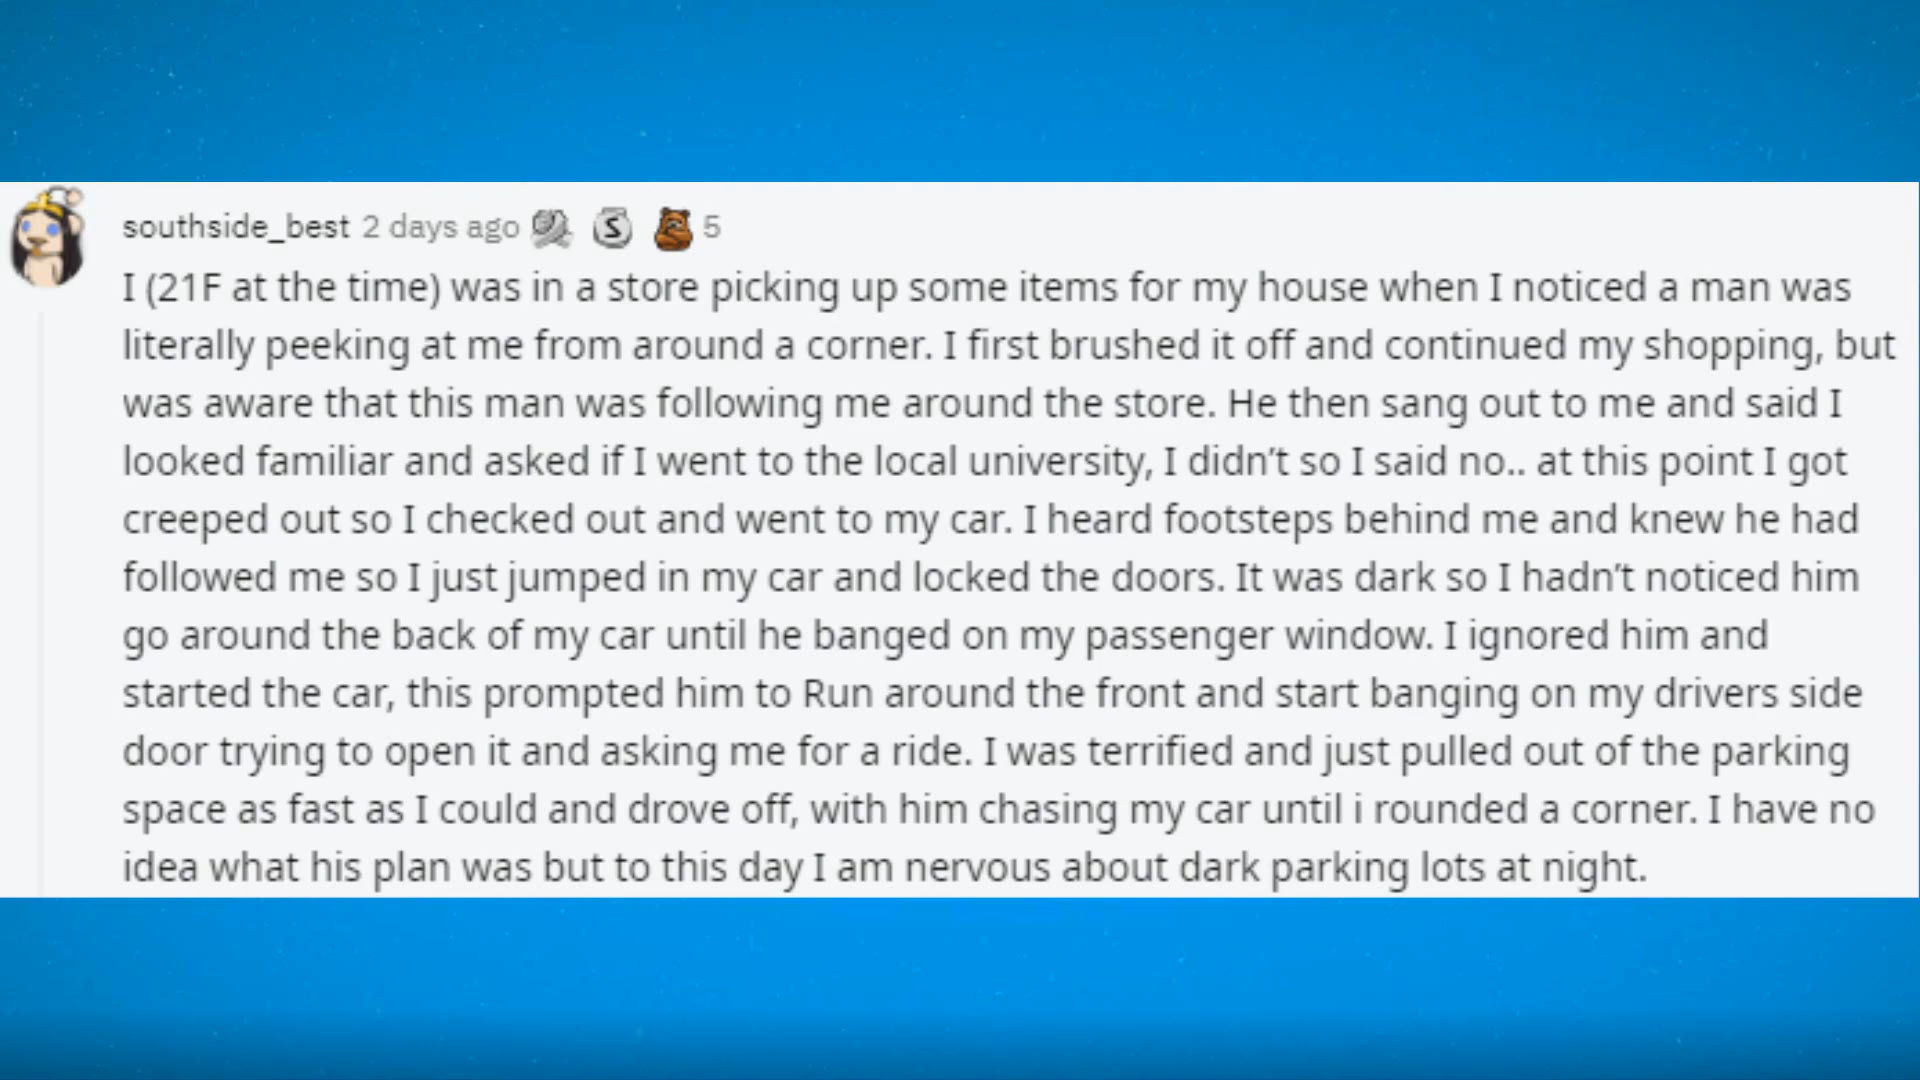 southside_best 2 days ago 5
I (21F at the time) was in a store picking up some items for my house when I noticed a man was
literally peeking at me from around a corner. I first brushed it off and continued my shopping, but
was aware that this man was following me around the store. He then sang out to me and said I
looked familiar and asked if I went to the local university, I didn’t so I said no.. at this point I got
creeped out so I checked out and went to my car. I heard footsteps behind me and knew he had
followed me so I just jumped in my car and locked the doors. It was dark so I hadn’t noticed him
go around the back of my car until he banged on my passenger window. I ignored him and
started the car, this prompted him to Run around the front and start banging on my drivers side
door trying to open it and asking me for a ride. I was terrified and just pulled out of the parking
space as fast as I could and drove off, with him chasing my car until i rounded a corner. I have no
idea what his plan was but to this day I am nervous about dark parking lots at night.